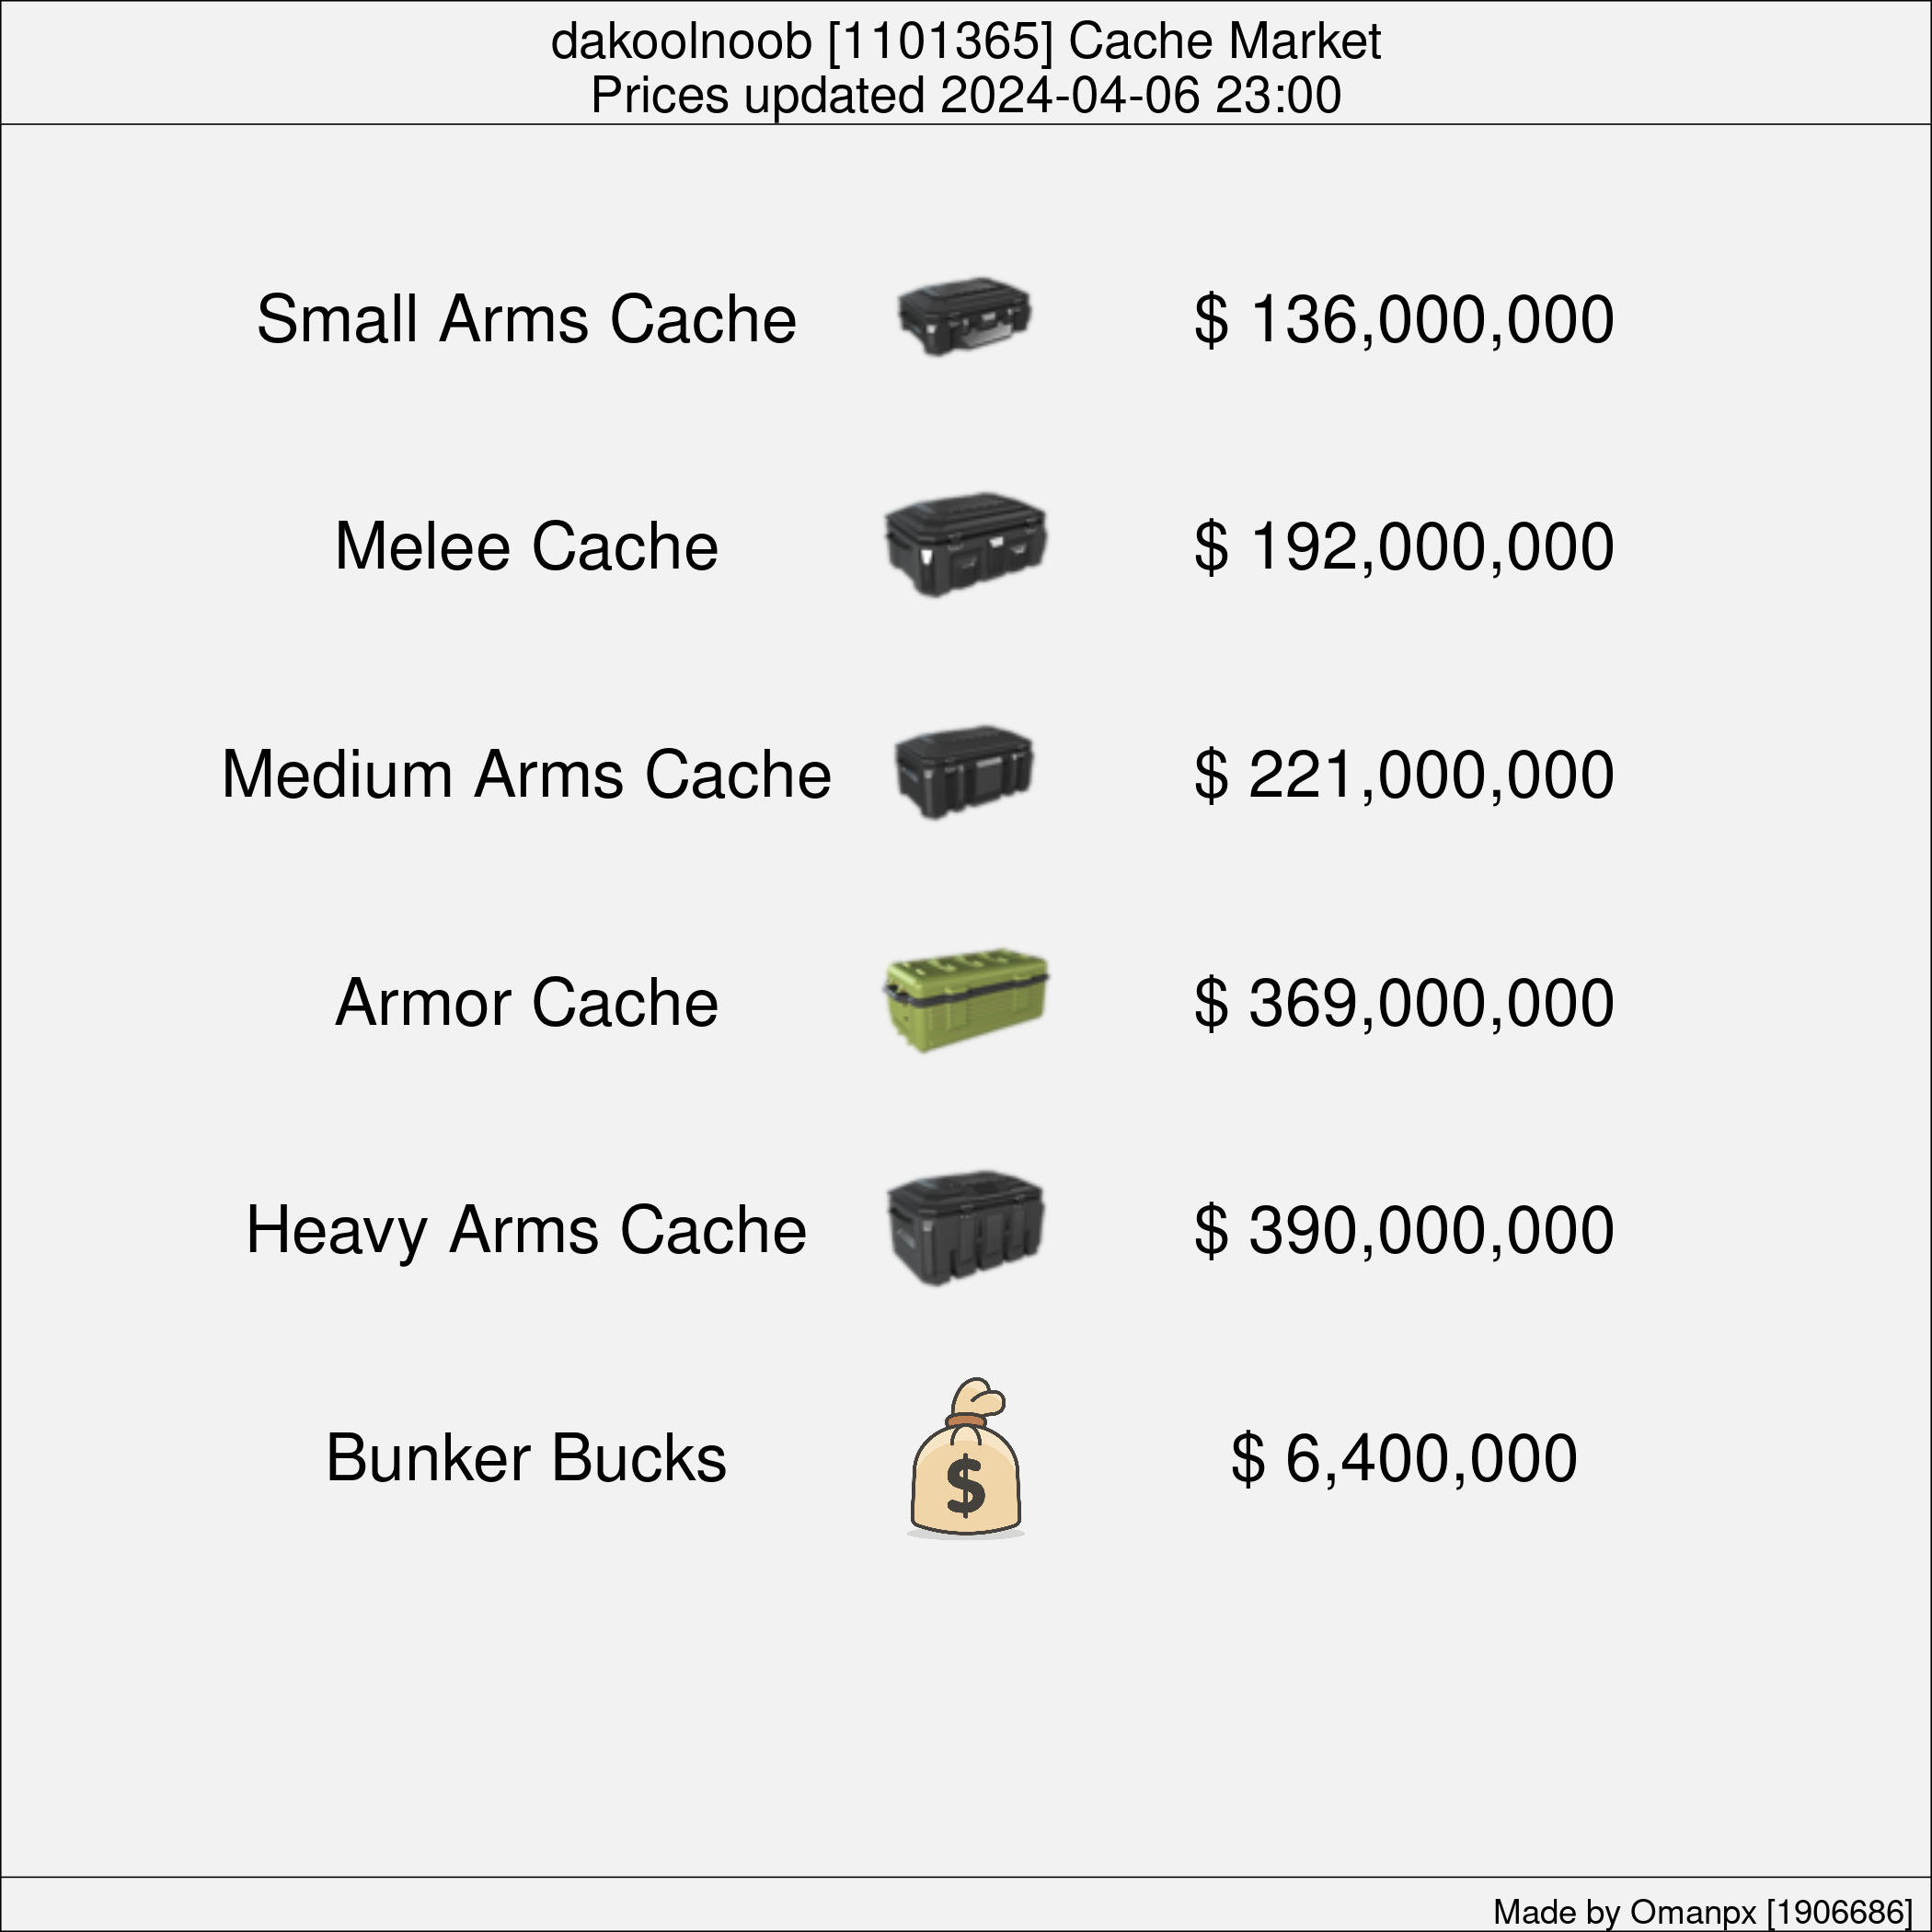 dakoolnoob [1101365] Cache Market
Prices updated 2024-04-06 23:00
Small Arms Cache $ 136,000,000
Melee Cache $ 192,000,000
Medium Arms Cache $ 221,000,000
Armor Cache $ 369,000,000
Heavy Arms Cache $ 390,000,000
Bunker Bucks $ $ 6,400,000
Made by Omanpx [1906686]